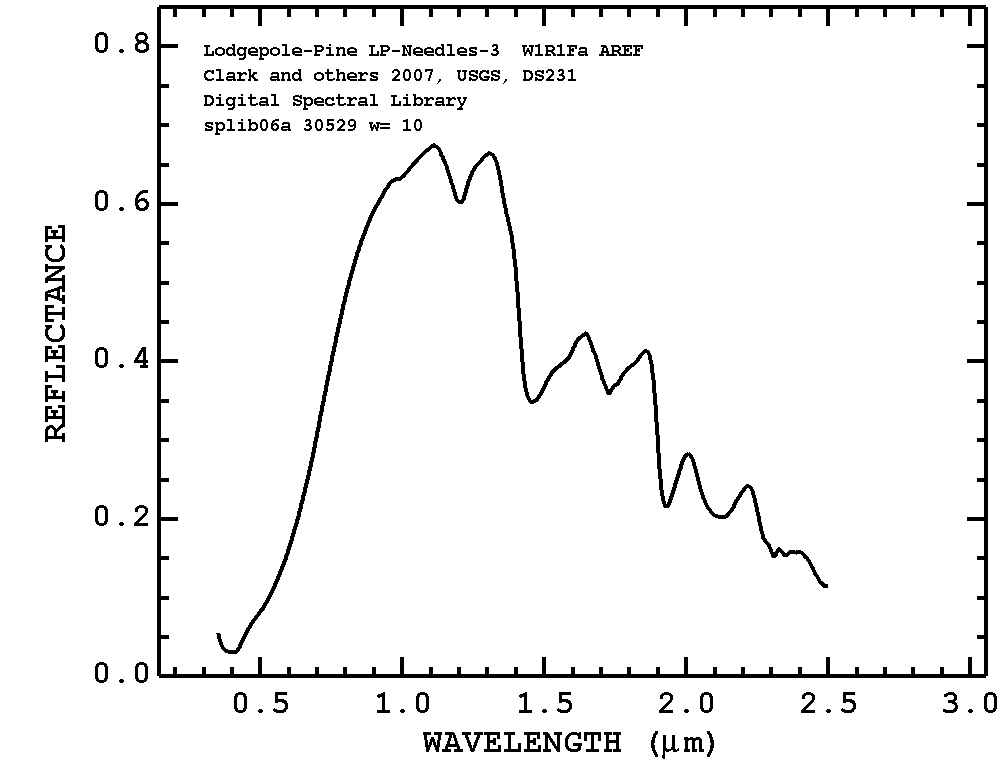 Lodgepole-Pine LP-Needles-3  W1R1Fa AREF
Clark and others 2007, USGS, DS231
Digital Spectral Library
splib06a 30529 w= 10
REFLECTANCE
0.8
0.6
0.4
0.2
0.0
0.5 1.0 1.5 2.0 2.5 3.0
WAVELENGTH (μm)